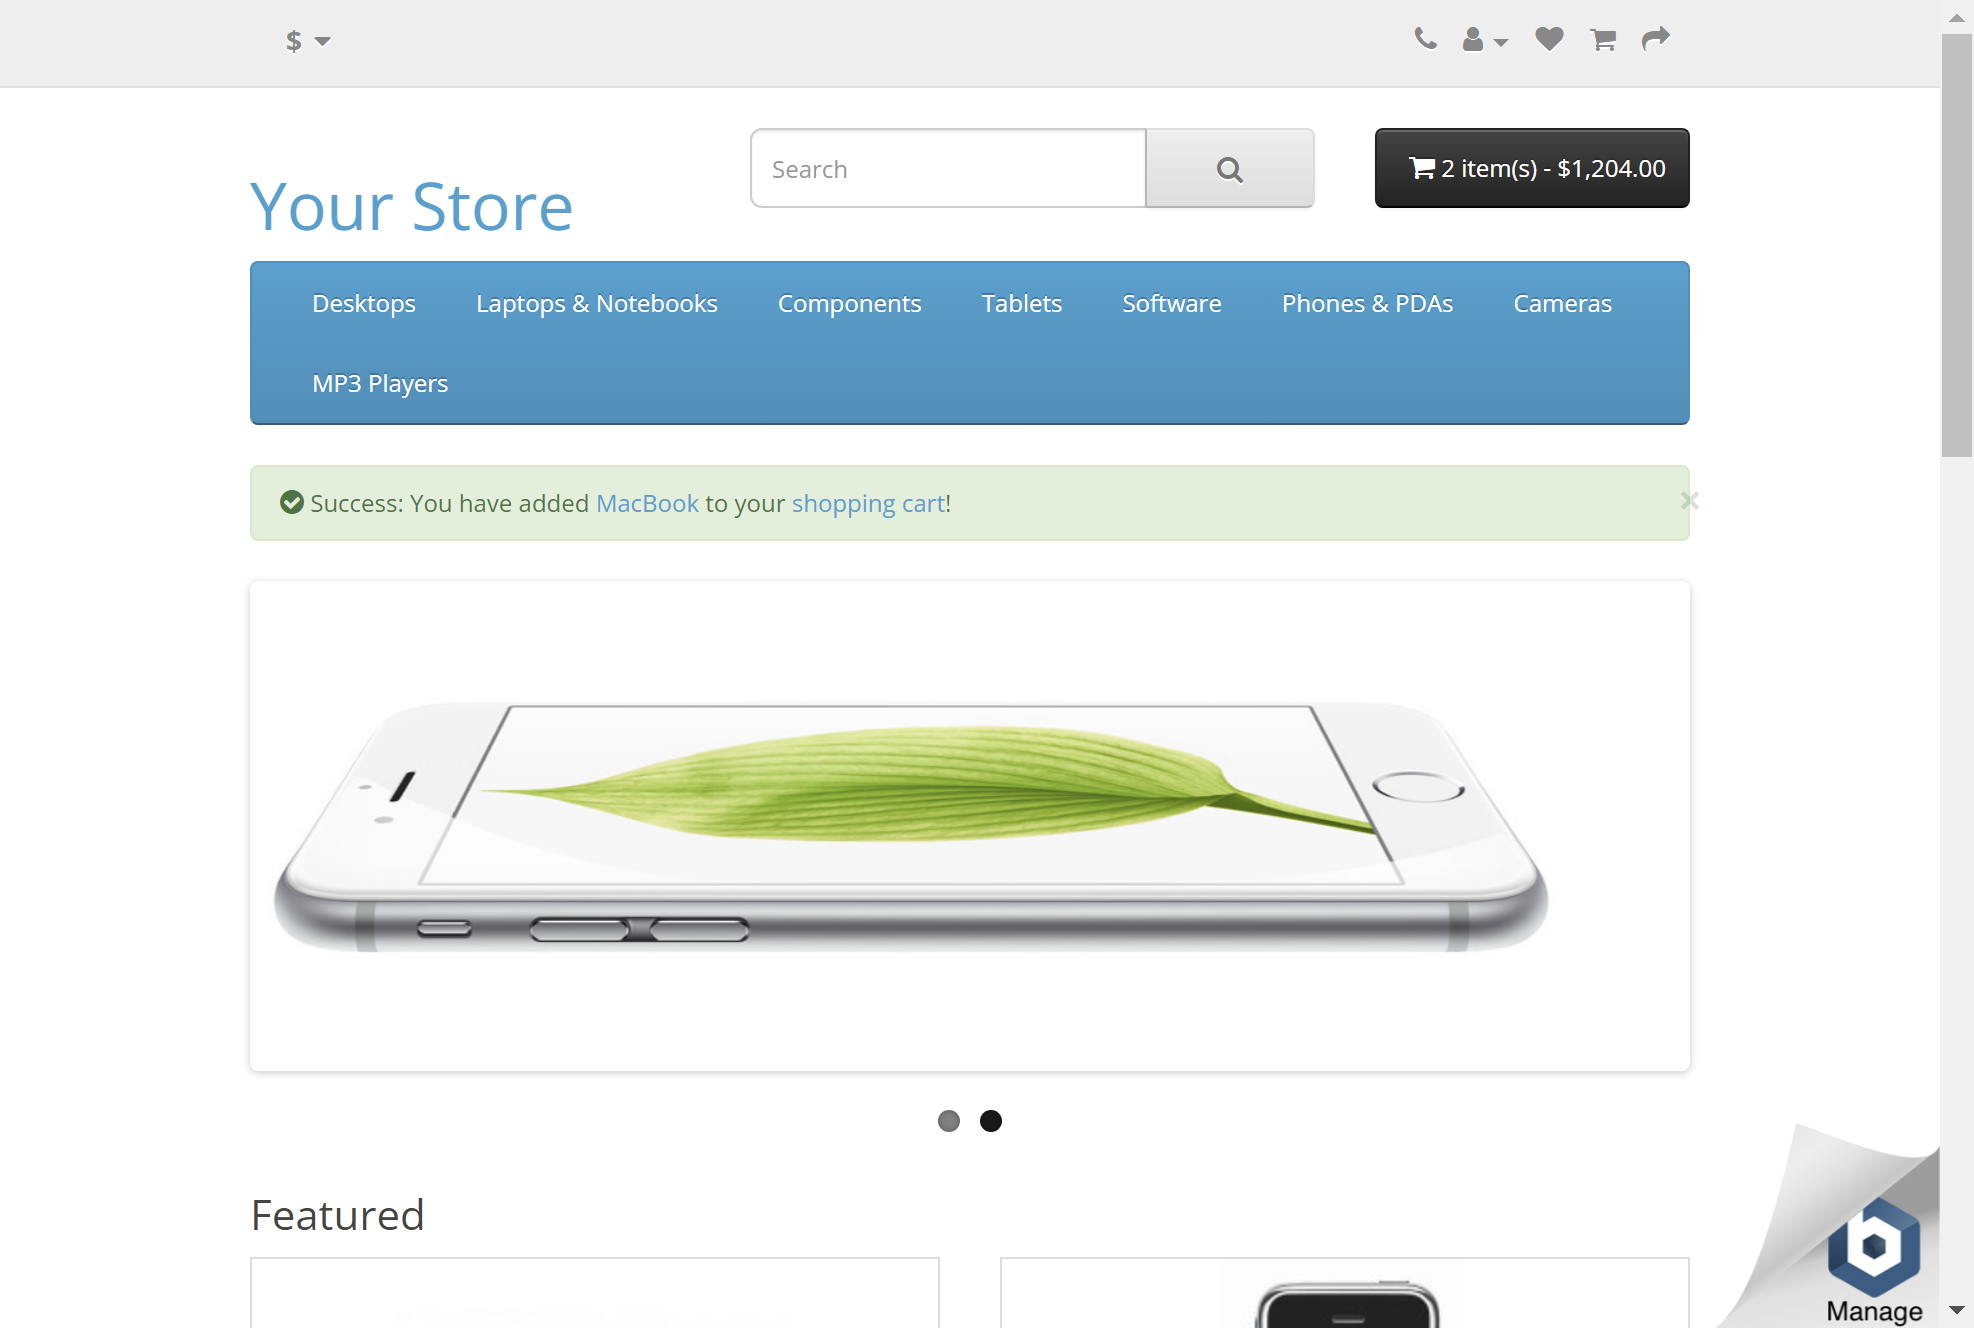 $
Search
2 item(s) - $1,204.00
Your Store
Desktops Laptops & Notebooks Components Tablets Software Phones & PDAs Cameras
MP3 Players
Success: You have added MacBook to your shopping cart!
×
Featured
b
Manage